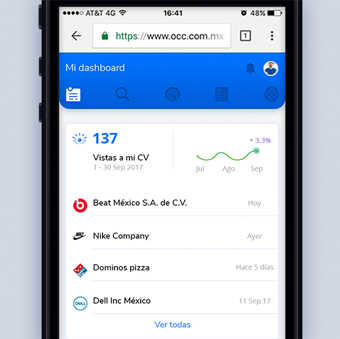 AT&T 4G 16:41 48%
https://www.occ.com.mx 1
Mi dashboard
137 + 3.3%
Vistas a mi CV
1 - 30 Sep 2017
Jul Ago Sep
Beat México S.A. de C.V. Hoy
Nike Company Ayer
Dominos pizza Hace 5 días
DELL Dell Inc México 11 Sep 17
Ver todas